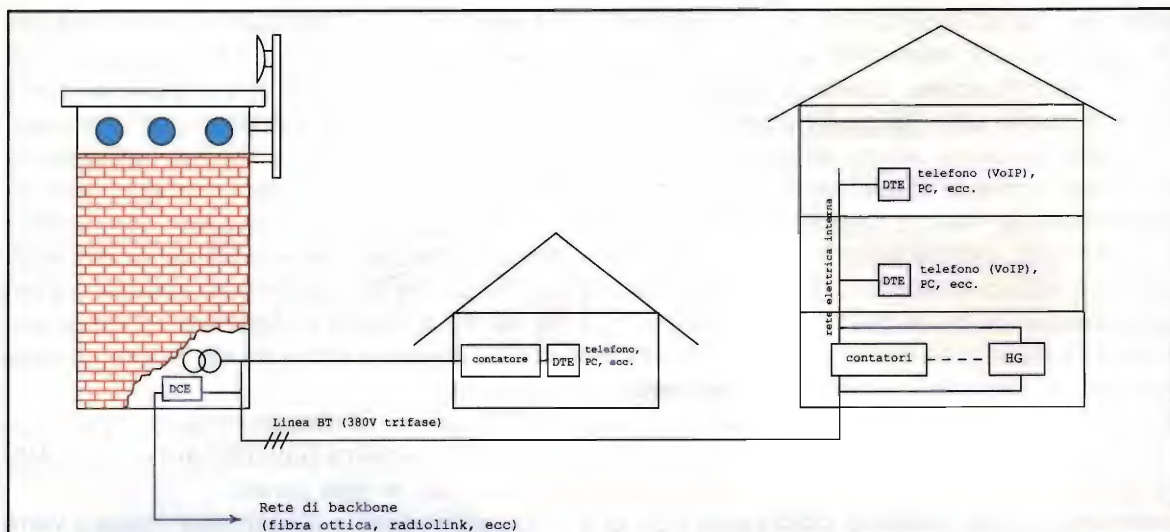 DTE
telefono (VoIP),
PC, ecc.
rete elettrica interna
DTE
telefono (VoIP),
PC, ecc.
contatore
DTE
telefono,
PC, ecc.
contatori
HG
DCE
Linea BT (380V trifase)
Rete di backbone
(fibra ottica, radiolink, ecc)